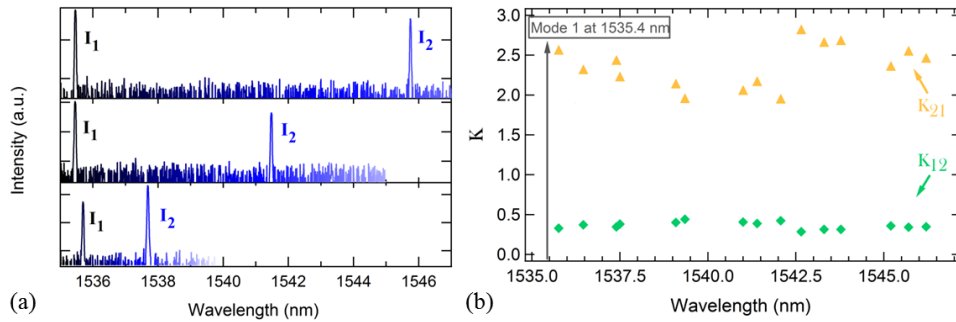 I1
I2
I1
I2
I1
I2
Intensity (a.u.)
1536 1538 1540 1542 1544 1546
Wavelength (nm)
(a)
3.0
2.5
2.0
1.5
1.0
0.5
0.0
K
Mode 1 at 1535.4 nm
K21
K12
1535.0 1537.5 1540.0 1542.5 1545.0
Wavelength (nm)
(b)